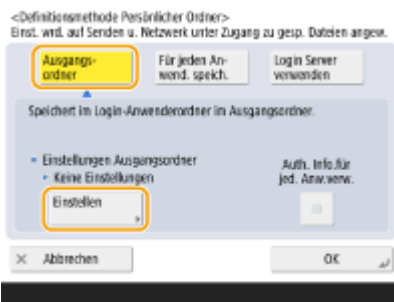 <Definitionsmethode Persönlicher Ordner>
Einst. wird auf Senden u. Netzwerk unter Zugang zu gesp. Dateien angew.
Ausgangs-
ordner
Für jeden An-
wend. speich.
Login Server
verwenden
Speichert im Login-Anwenderordner im Ausgangsordner.
Einstellungen Ausgangsordner
Keine Einstellungen
Einstellen
Auth. Info.für
jed. Anw.verw.
Abbrechen
OK